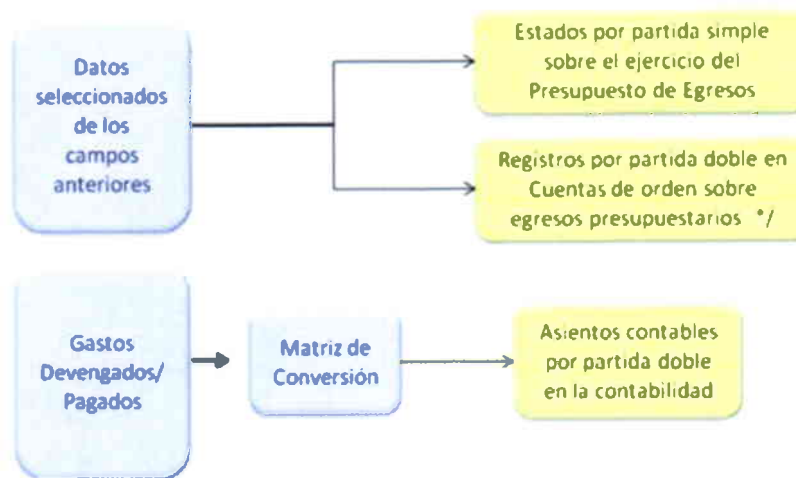 Datos
seleccionados
de los
campos
anteriores
Estados por partida simple
sobre el ejercicio del
Presupuesto de Egresos
Registros por partida doble en
Cuentas de orden sobre
egresos presupuestarios */
Gastos
Devengados/
Pagados
Matriz de
Conversión
Asientos contables
por partida doble
en la contabilidad